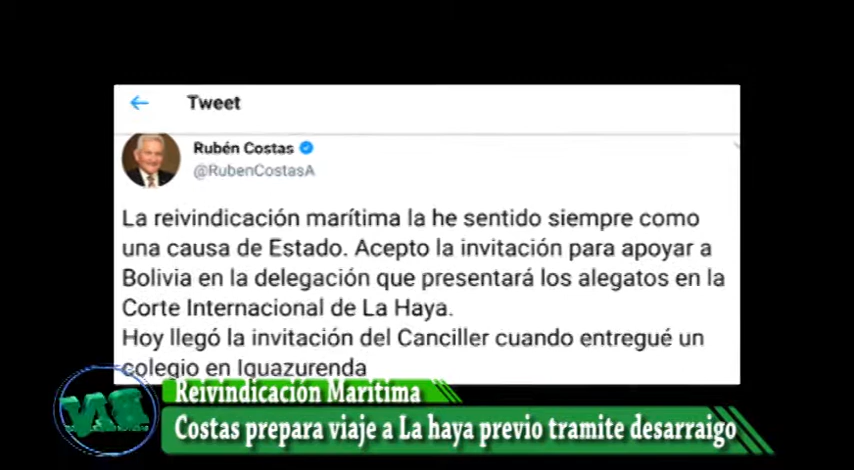 Tweet
Rubén Costas
@RubenCostasA
La reivindicación marítima la he sentido siempre como
una causa de Estado. Acepto la invitación para apoyar a
Bolivia en la delegación que presentará los alegatos en la
Corte Internacional de La Haya.
Hoy llegó la invitación del Canciller cuando entregué un
colegio en Iguazurenda
Reivindicación Marítima
Costas prepara viaje a La haya previo tramite desarraigo